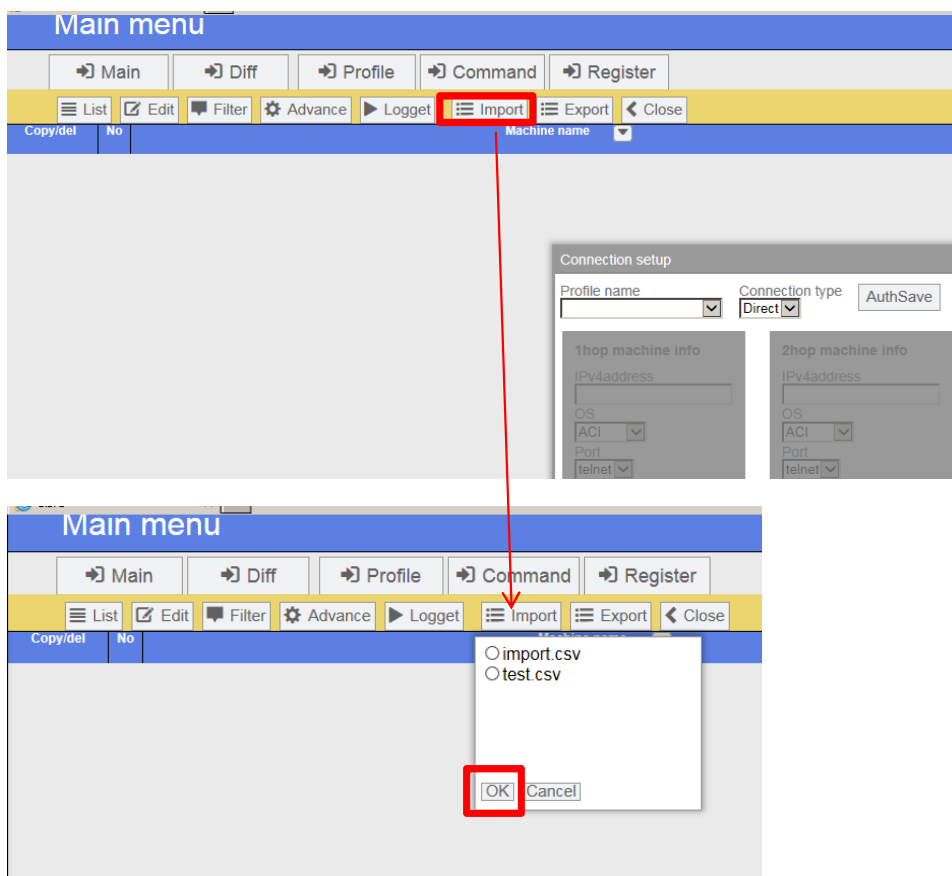 Main menu
Main Diff Profile Command Register
List Edit Filter Advance Logget Import Export Close
Copy/del No Machine name
Connection setup
Profile name Connection type AuthSave
Direct
1hop machine info 2hop machine info
IPv4address IPv4address
OS OS
ACI ACI
Port Port
telnet telnet
Main menu
Main Diff Profile Command Register
List Edit Filter Advance Logget Import Export Close
Copy/del No Machine name
import.csv
test.csv
OK Cancel